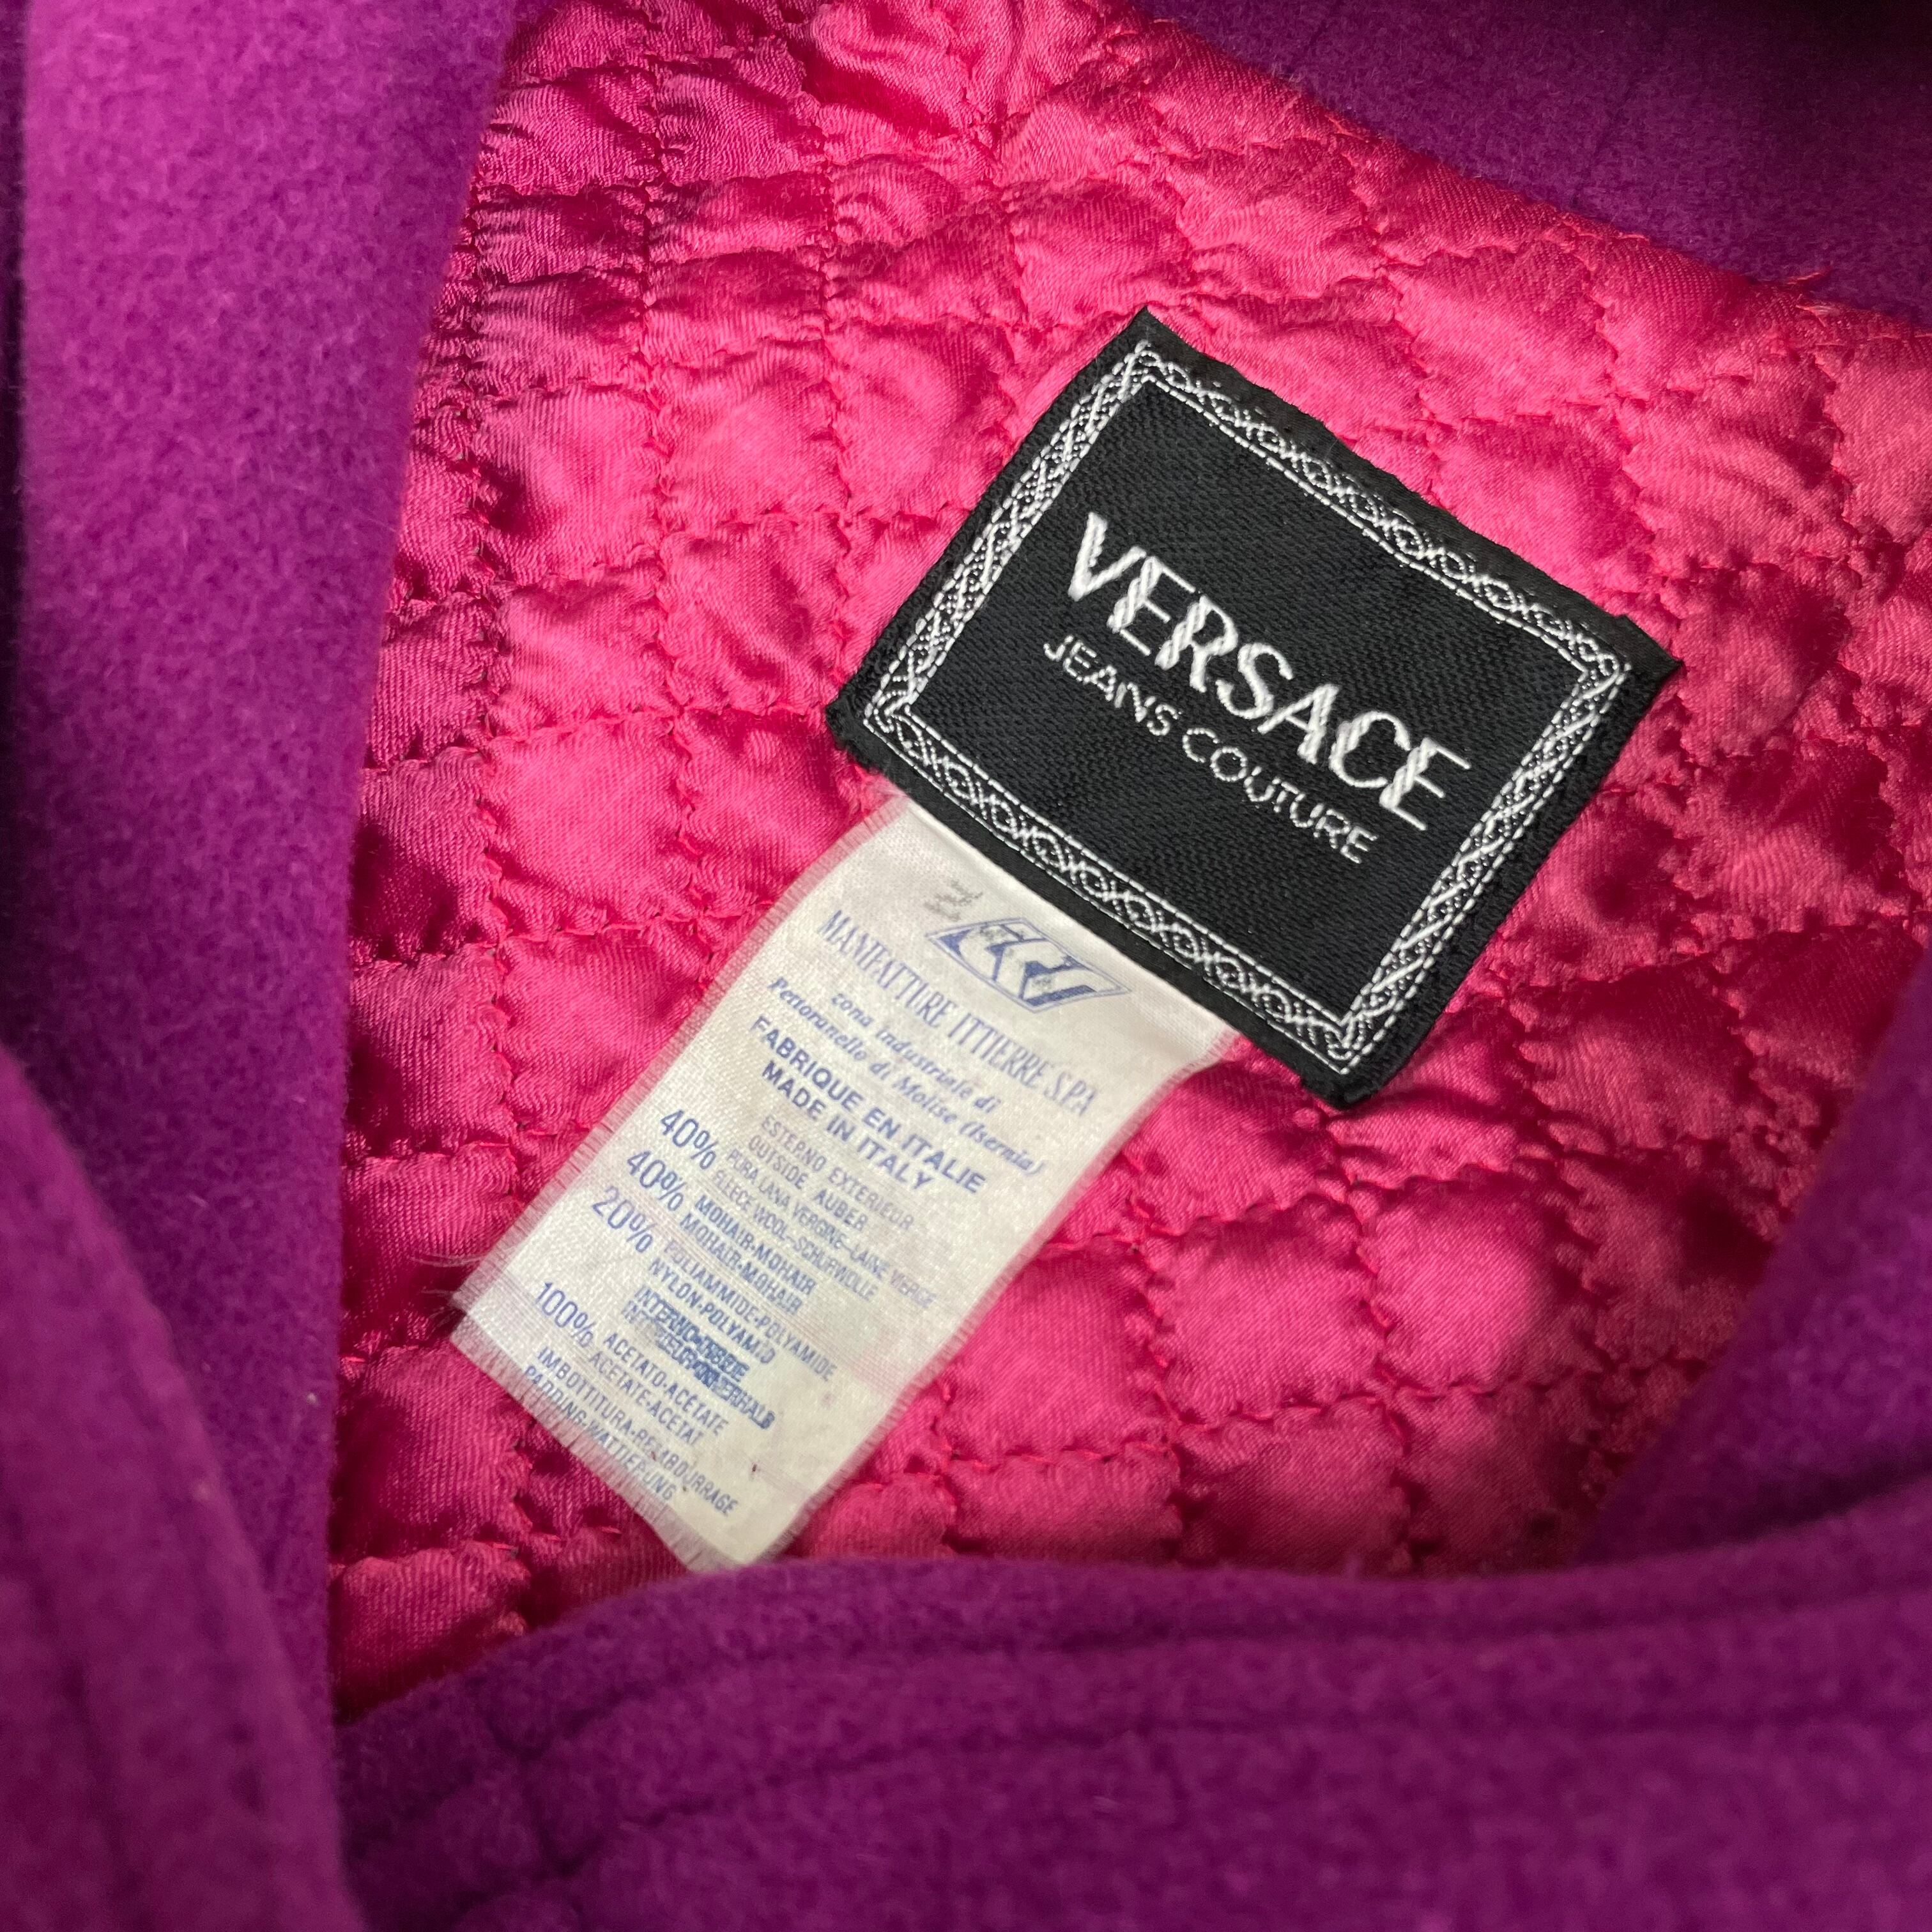 VERSACE
JEANS COUTURE
MANIFATTURE ITTIERRE S.P.A
zona industriale di
Pettoranello di Molise (Isernia)
FABRIQUE EN ITALIE
MADE IN ITALY
ESTERNO EXTERIEUR
OUTSIDE AUBER
40% PURA LANA VERGINE-LAINE VIERGE
FLEECE WOOL-SCHURWOLLE
40% MOHAIR-MOHAIR
MOHAIR-MOHAIR
20% POLIAMMIDE-POLYAMIDE
NYLON-POLYAMID
100% ACETATO-ACÉTATE
ACETATE-ACETAT
IMBOTTITURA-REMBOURRAGE
PADDING-WATTIERUNG